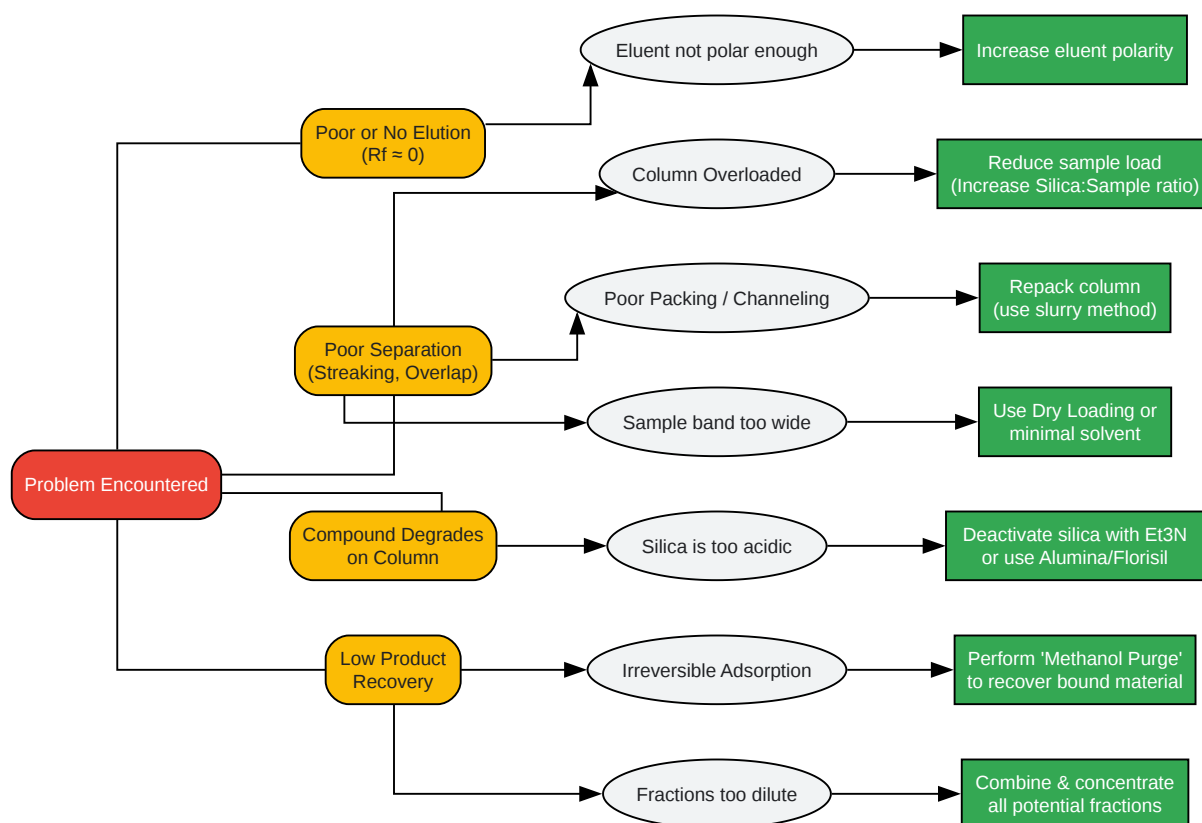 Eluent not polar enough
Increase eluent polarity
Poor or No Elution
(Rf ≈ 0)
Column Overloaded
Reduce sample load
(Increase Silica:Sample ratio)
Poor Packing / Channeling
Repack column
(use slurry method)
Poor Separation
(Streaking, Overlap)
Sample band too wide
Use Dry Loading or
minimal solvent
Problem Encountered
Compound Degrades
on Column
Silica is too acidic
Deactivate silica with Et3N
or use Alumina/Florisil
Low Product
Recovery
Irreversible Adsorption
Perform 'Methanol Purge'
to recover bound material
Fractions too dilute
Combine & concentrate
all potential fractions